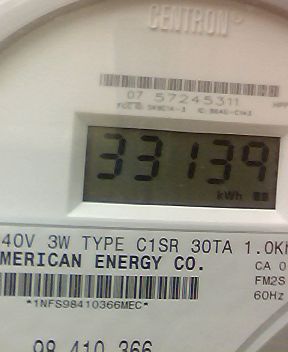 CENTRON®
07 57245311
33139
kWh
40V 3W TYPE C1SR 30TA 1.0K
MERICAN ENERGY CO.
CA 0
FM2S
60Hz
*1NFS98410366MEC*
98 410 366